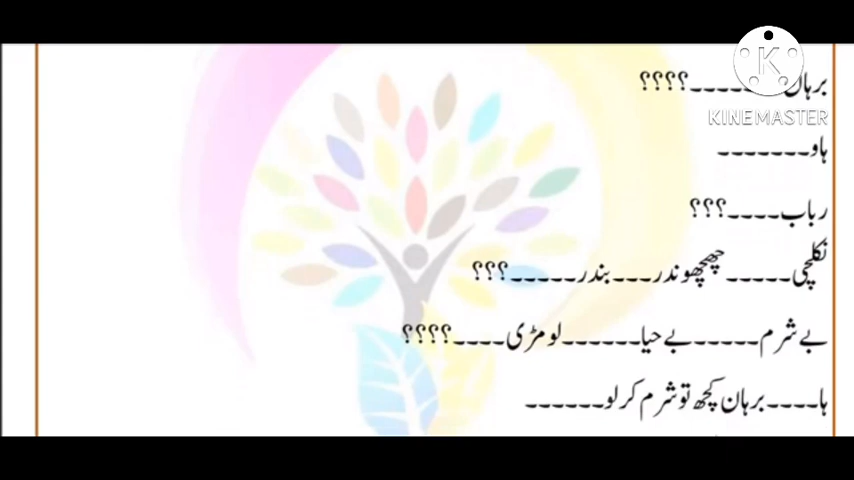 KINEMASTER
برہان۔۔۔۔۔۔؟؟؟؟
ہاو۔۔۔۔۔۔۔
رباب۔۔۔۔؟؟؟
نکلچی۔۔۔۔۔چھچھوندر۔۔۔بندر۔۔۔۔۔؟؟؟
بے شرم۔۔۔۔۔بے حیا۔۔۔۔۔۔لومڑی۔۔۔۔؟؟؟؟
ہا۔۔۔۔برہان کچھ تو شرم کرلو۔۔۔۔۔۔